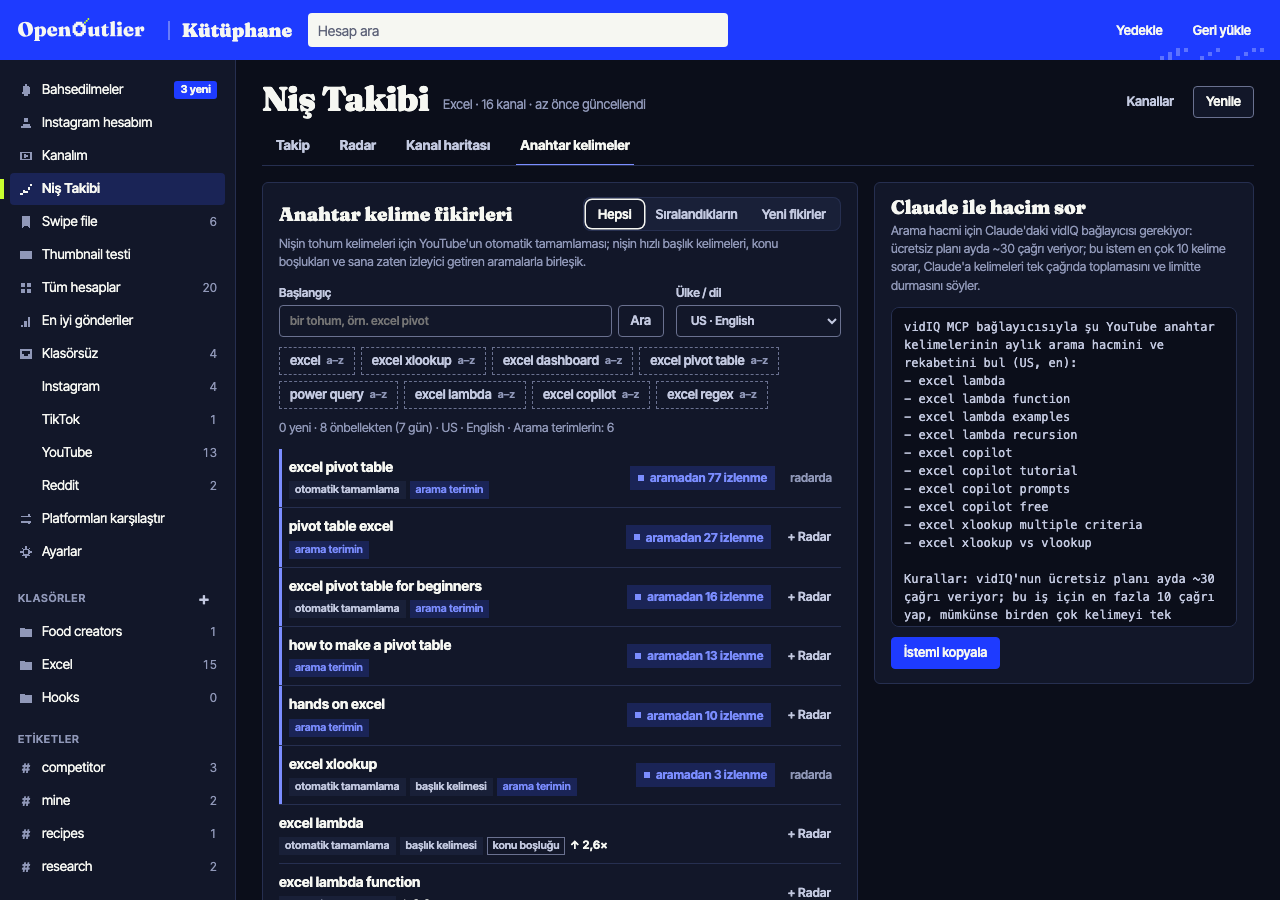 OpenOutlier
Kütüphane
Hesap ara
Yedekle
Geri yükle
Bahsedilmeler
3 yeni
Instagram hesabım
Kanalım
Niş Takibi
Swipe file 6
Thumbnail testi
Tüm hesaplar 20
En iyi gönderiler
Klasörsüz 4
Instagram 4
TikTok 1
YouTube 13
Reddit 2
Platformları karşılaştır
Ayarlar
KLASÖRLER +
Food creators 1
Excel 15
Hooks 0
ETİKETLER
# competitor 3
# mine 2
# recipes 1
# research 2
Niş Takibi
Excel · 16 kanal · az önce güncellendi
Kanallar
Yenile
Takip
Radar
Kanal haritası
Anahtar kelimeler
Anahtar kelime fikirleri
Hepsi
Sıralandıkların
Yeni fikirler
Nişin tohum kelimeleri için YouTube'un otomatik tamamlaması; nişin hızlı başlık kelimeleri, konu
boşlukları ve sana zaten izleyici getiren aramalarla birleşik.
Başlangıç
Ülke / dil
bir tohum, örn. excel pivot
Ara
US · English
excel a–z
excel xlookup a–z
excel dashboard a–z
excel pivot table a–z
power query a–z
excel lambda a–z
excel copilot a–z
excel regex a–z
0 yeni · 8 önbellekten (7 gün) · US · English · Arama terimlerin: 6
excel pivot table
otomatik tamamlama
arama terimin
aramadan 77 izlenme
radarda
pivot table excel
arama terimin
aramadan 27 izlenme
+ Radar
excel pivot table for beginners
otomatik tamamlama
arama terimin
aramadan 16 izlenme
+ Radar
how to make a pivot table
arama terimin
aramadan 13 izlenme
+ Radar
hands on excel
arama terimin
aramadan 10 izlenme
+ Radar
excel xlookup
otomatik tamamlama
başlık kelimesi
arama terimin
aramadan 3 izlenme
radarda
excel lambda
otomatik tamamlama
başlık kelimesi
konu boşluğu
↑ 2,6×
+ Radar
excel lambda function
+ Radar
Claude ile hacim sor
Arama hacmi için Claude'daki vidIQ bağlayıcısı gerekiyor:
ücretsiz planı ayda ~30 çağrı veriyor; bu istem en çok 10 kelime
sorar, Claude'a kelimeleri tek çağrıda toplamasını ve limitte
durmasını söyler.
vidIQ MCP bağlayıcısıyla şu YouTube anahtar
kelimelerinin aylık arama hacmini ve
rekabetini bul (US, en):
– excel lambda
– excel lambda function
– excel lambda examples
– excel lambda recursion
– excel copilot
– excel copilot tutorial
– excel copilot prompts
– excel copilot free
– excel xlookup multiple criteria
– excel xlookup vs vlookup
Kurallar: vidIQ'nun ücretsiz planı ayda ~30
çağrı veriyor; bu iş için en fazla 10 çağrı
yap, mümkünse birden çok kelimeyi tek
İstemi kopyala